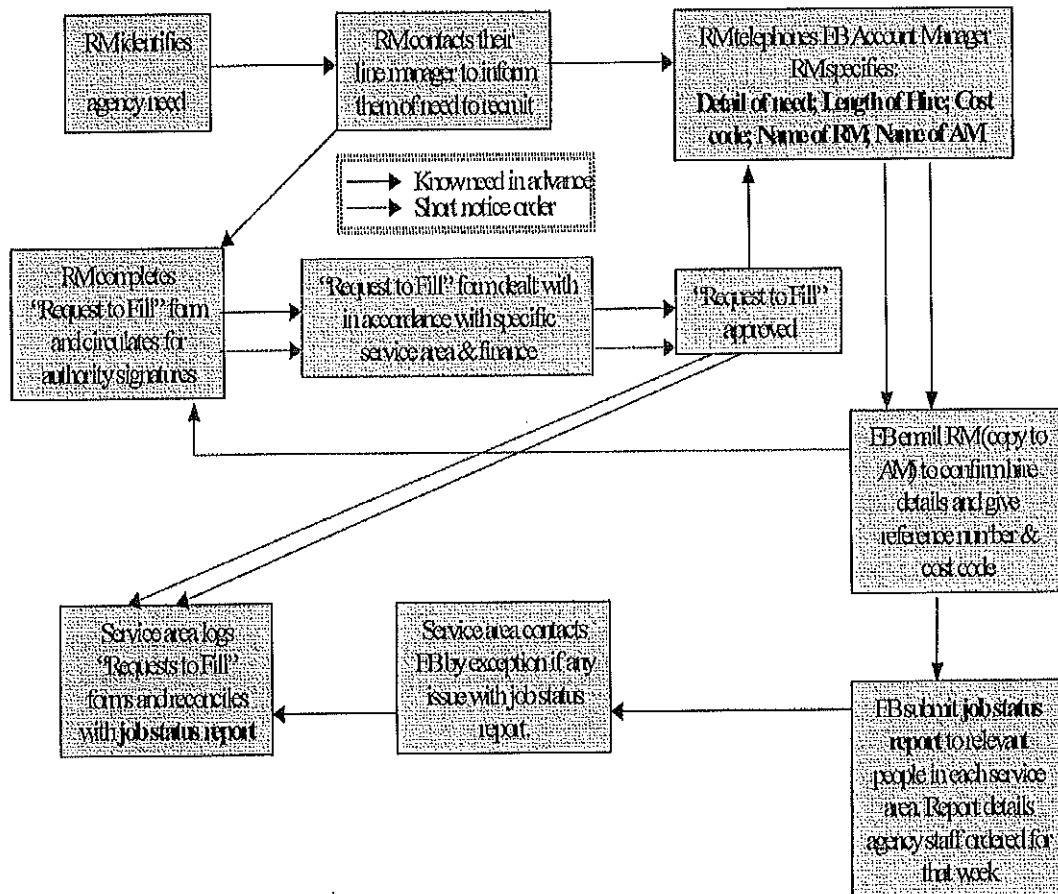 RM identifies
agency need
RM contacts their
line manager to inform
them of need to recruit
RM telephones EB Account Manager
RM specifies:
Detail of need; Length of Hire; Cost
code; Name of RM; Name of AM
Know need in advance
Short notice order
RM completes
"Request to Fill" form
and circulates for
authority signatures
"Request to Fill" form dealt with
in accordance with specific
service area & finance
"Request to Fill"
approved
EB email RM (copy to
AM) to confirm hire
details and give
reference number &
cost code
Service area logs
"Requests to Fill"
forms and reconciles
with job status report
Service area contacts
EB by exception if any
issue with job status
report.
EB submit job status
report to relevant
people in each service
area. Report details
agency staff ordered for
that week